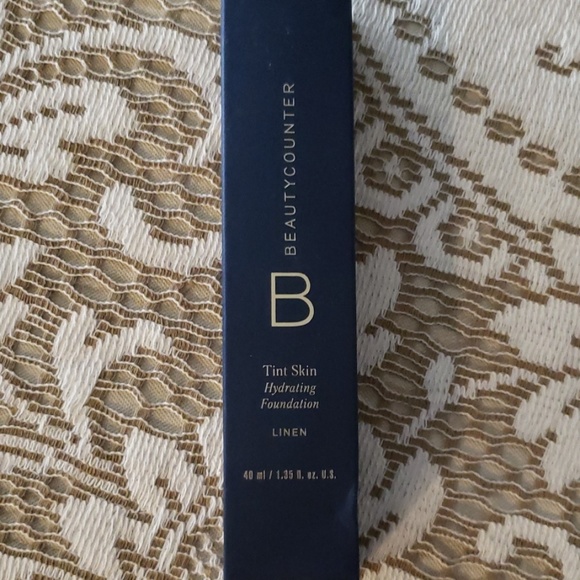 BEAUTYCOUNTER
B
Tint Skin
Hydrating
Foundation
LINEN
40 ml / 1.35 fl. oz. U.S.